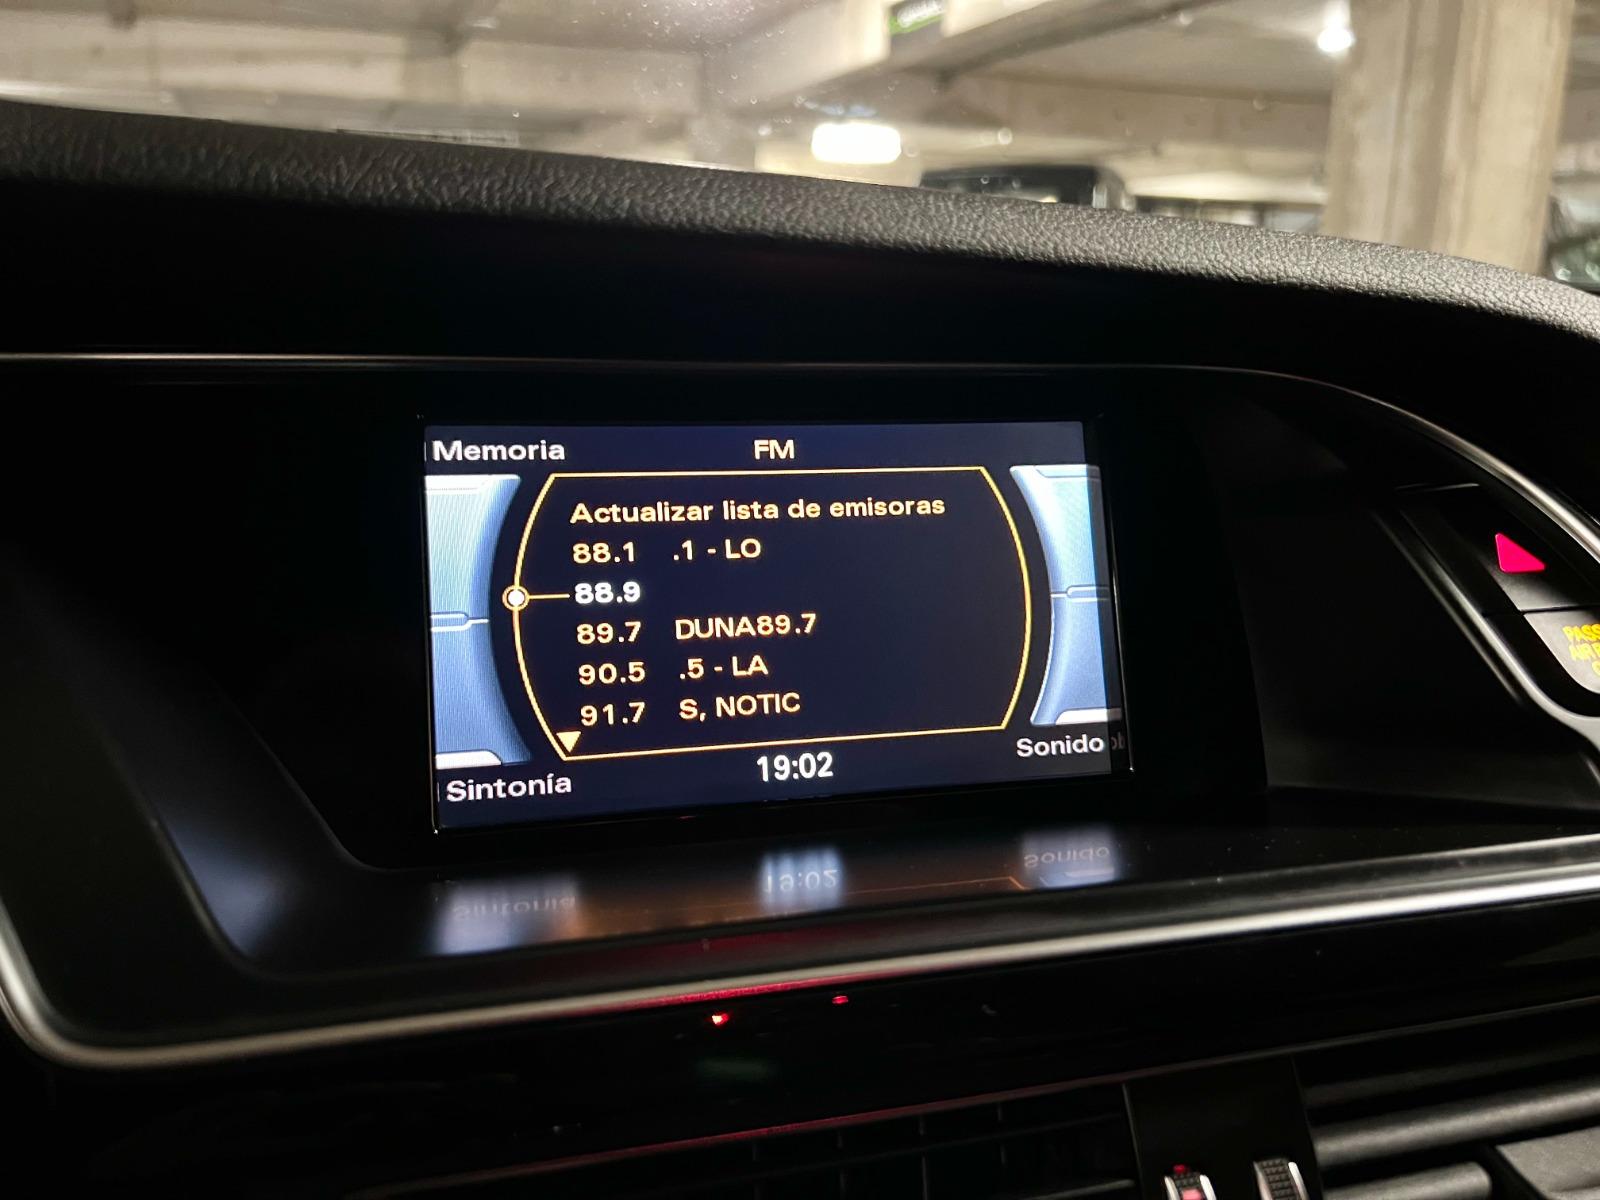 Memoria FM
Actualizar lista de emisoras
88.1 .1 - LO
88.9
89.7 DUNA89.7
90.5 .5 - LA
91.7 S, NOTIC
Sintonía 19:02 Sonido